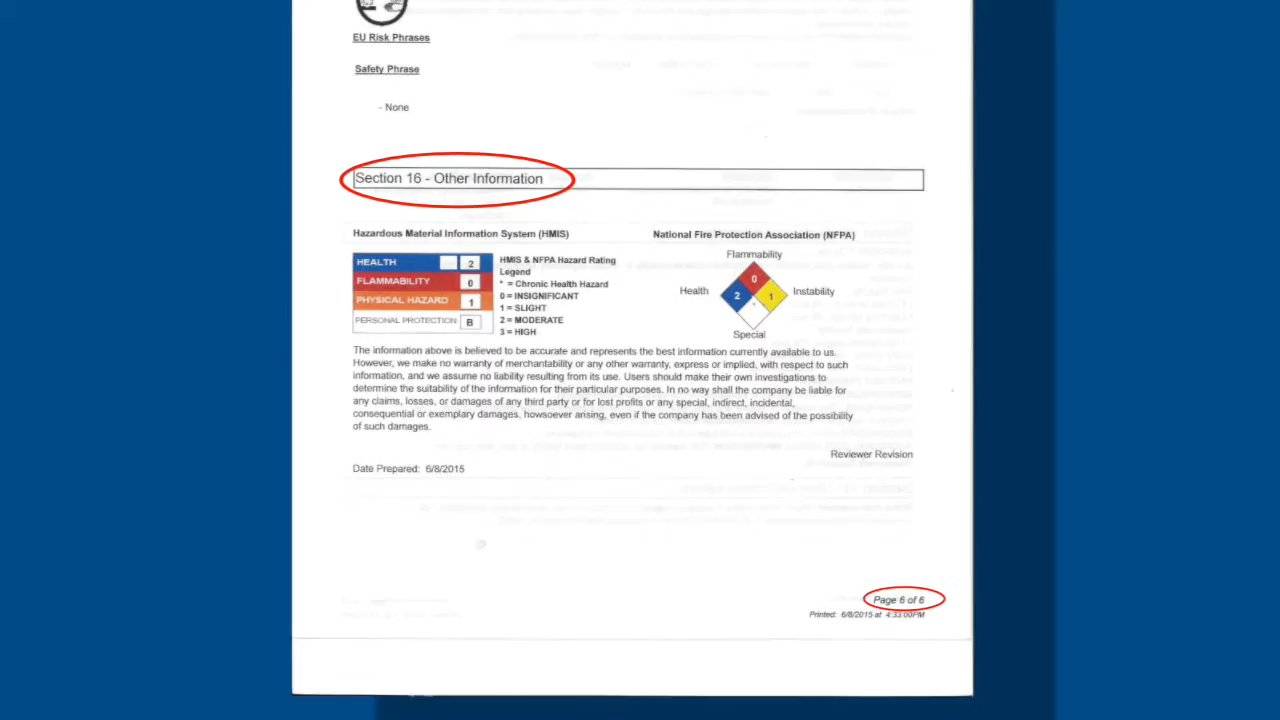 EU Risk Phrases
Safety Phrase
- None
Section 16 - Other Information
Hazardous Material Information System (HMIS)
National Fire Protection Association (NFPA)
HEALTH 2
FLAMMABILITY 0
PHYSICAL HAZARD 1
PERSONAL PROTECTION B
HMIS & NFPA Hazard Rating
Legend
* = Chronic Health Hazard
0 = INSIGNIFICANT
1 = SLIGHT
2 = MODERATE
3 = HIGH
Flammability
0
Health 2 1 Instability
Special
The information above is believed to be accurate and represents the best information currently available to us.
However, we make no warranty of merchantability or any other warranty, express or implied, with respect to such
information, and we assume no liability resulting from its use. Users should make their own investigations to
determine the suitability of the information for their particular purposes. In no way shall the company be liable for
any claims, losses, or damages of any third party or for lost profits or any special, indirect, incidental,
consequential or exemplary damages, howsoever arising, even if the company has been advised of the possibility
of such damages.
Reviewer Revision
Date Prepared: 6/8/2015
Page 6 of 6
Printed: 6/8/2015 at 4:33:00PM